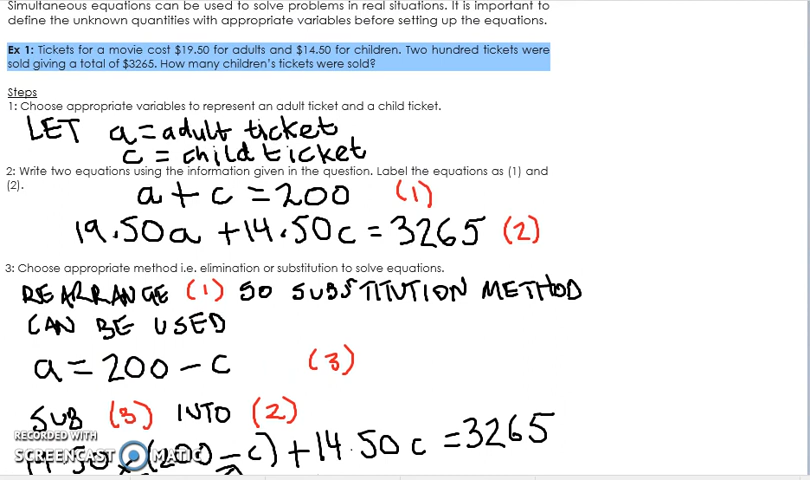 Simultaneous equations can be used to solve problems in real situations. It is important to
define the unknown quantities with appropriate variables before setting up the equations.
Ex 1: Tickets for a movie cost $19.50 for adults and $14.50 for children. Two hundred tickets were
sold giving a total of $3265. How many children's tickets were sold?
Steps
1: Choose appropriate variables to represent an adult ticket and a child ticket.
LET a = adult ticket
c = child ticket
2: Write two equations using the information given in the question. Label the equations as (1) and
(2).
a + c = 200 (1)
19.50a + 14.50c = 3265 (2)
3: Choose appropriate method i.e. elimination or substitution to solve equations.
REARRANGE (1) SO SUBSTITUTION METHOD
CAN BE USED
a = 200 - c (3)
SUB (3) INTO (2)
RECORDED WITH
SCREENCAST MATIC
19.50 × (200 - c) + 14.50c = 3265